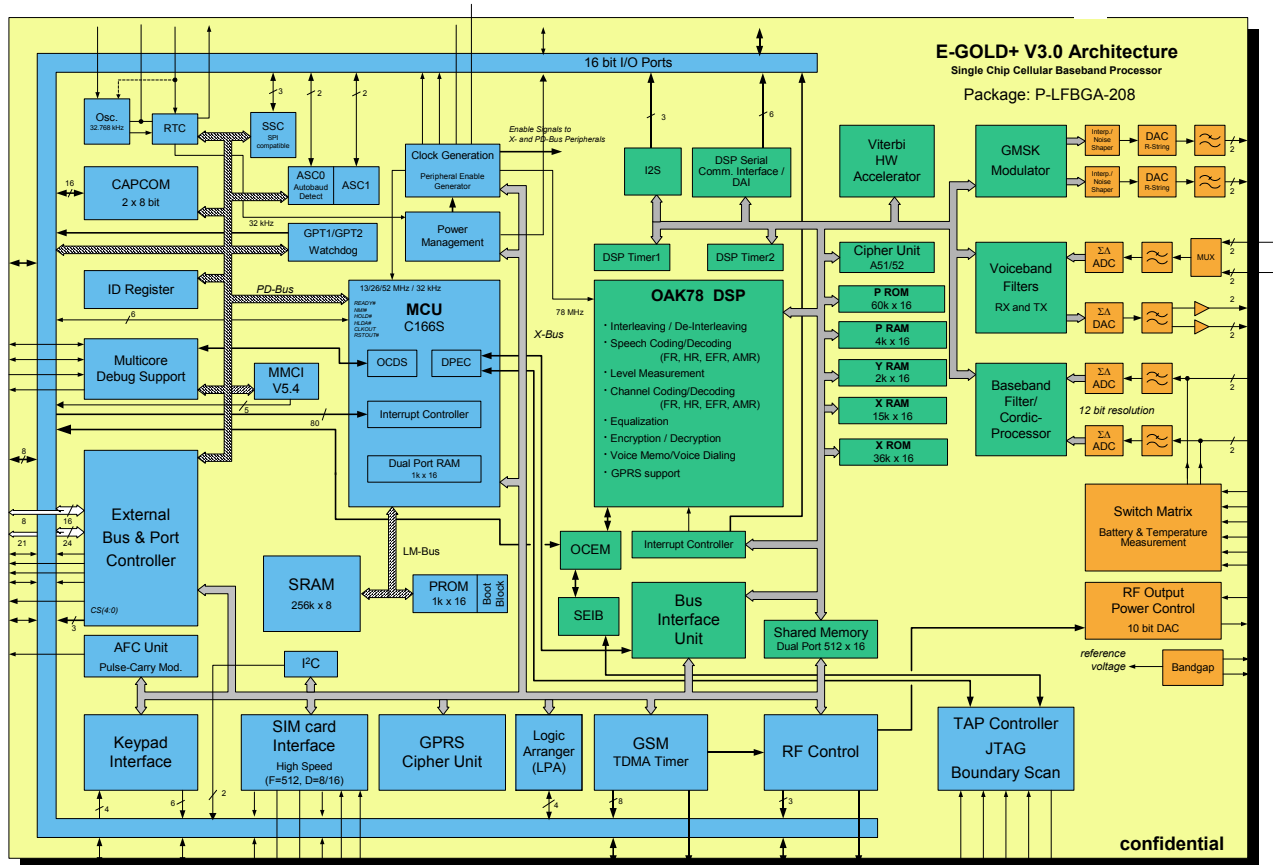 16 bit I/O Ports
E-GOLD+ V3.0 Architecture
Single Chip Cellular Baseband Processor
Package: P-LFBGA-208
Osc.
32.768 kHz
RTC
SSC
SPI
compatible
3
2
2
ASC0
Autobaud
Detect
ASC1
16
CAPCOM
2 x 8 bit
32 kHz
GPT1/GPT2
Watchdog
ID Register
PD-Bus
6
Multicore
Debug Support
MMCI
V5.4
5
80
8
External
Bus & Port
Controller
8
16
21
24
CS(4:0)
3
AFC Unit
Pulse-Carry Mod.
Clock Generation
Peripheral Enable
Generator
Enable Signals to
X- and PD-Bus Peripherals
Power
Management
13/26/52 MHz / 32 kHz
READY#
NMI#
HOLD#
HLDA#
CLKOUT
RSTOUT#
MCU
C166S
X-Bus
OCDS
DPEC
Interrupt Controller
Dual Port RAM
1k x 16
LM-Bus
SRAM
256k x 8
PROM
1k x 16
Boot
Block
3
6
I2S
DSP Serial
Comm. Interface /
DAI
Viterbi
HW
Accelerator
DSP Timer1
DSP Timer2
78 MHz
OAK78 DSP
· Interleaving / De-Interleaving
· Speech Coding/Decoding
(FR, HR, EFR, AMR)
· Level Measurement
· Channel Coding/Decoding
(FR, HR, EFR, AMR)
· Equalization
· Encryption / Decryption
· Voice Memo/Voice Dialing
· GPRS support
Cipher Unit
A51/52
P ROM
60k x 16
P RAM
4k x 16
Y RAM
2k x 16
X RAM
15k x 16
X ROM
36k x 16
OCEM
Interrupt Controller
SEIB
Bus
Interface
Unit
Shared Memory
Dual Port 512 x 16
GMSK
Modulator
Interp./
Noise
Shaper
DAC
R-String
2
Interp./
Noise
Shaper
DAC
R-String
2
Voiceband
Filters
RX and TX
ΣΔ
ADC
MUX
2
2
ΣΔ
DAC
2
2
Baseband
Filter/
Cordic-
Processor
ΣΔ
ADC
2
12 bit resolution
ΣΔ
ADC
2
Switch Matrix
Battery & Temperature
Measurement
RF Output
Power Control
10 bit DAC
reference
voltage
Bandgap
I²C
Keypad
Interface
SIM card
Interface
High Speed
(F=512, D=8/16)
GPRS
Cipher Unit
Logic
Arranger
(LPA)
GSM
TDMA Timer
RF Control
TAP Controller
JTAG
Boundary Scan
4
6
2
4
8
3
confidential